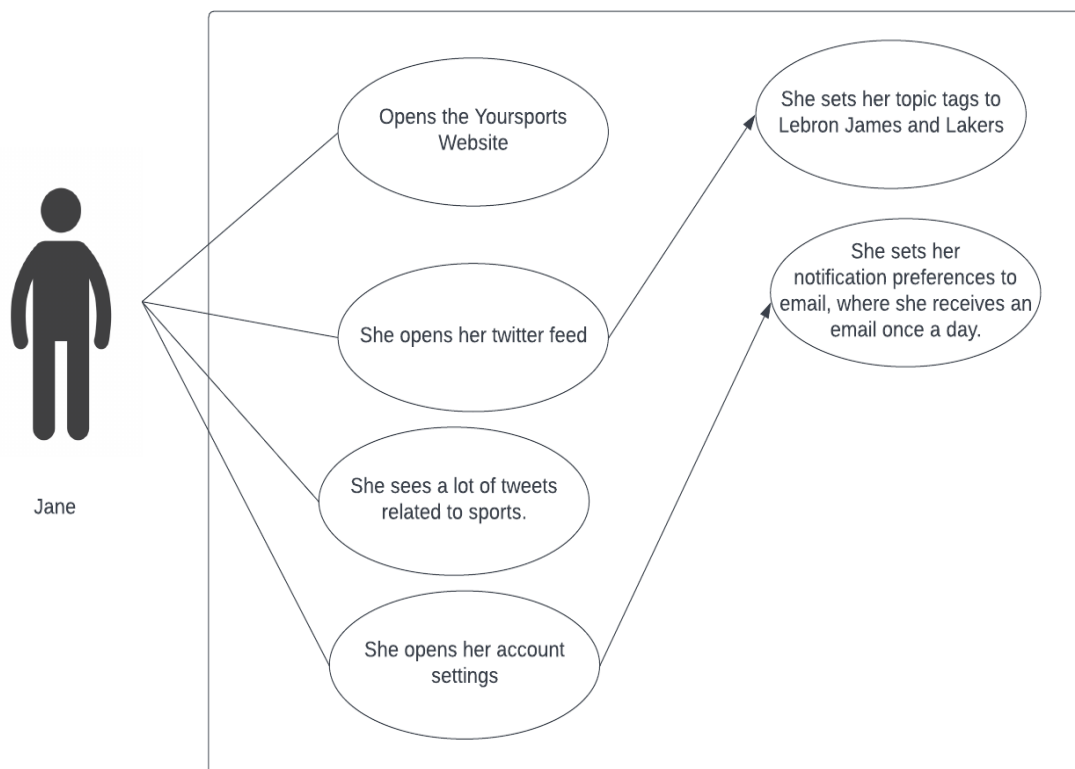 Opens the Yoursports
Website
She sets her topic tags to
Lebron James and Lakers
She sets her
notification preferences to
email, where she receives an
email once a day.
She opens her twitter feed
She sees a lot of tweets
related to sports.
Jane
She opens her account
settings